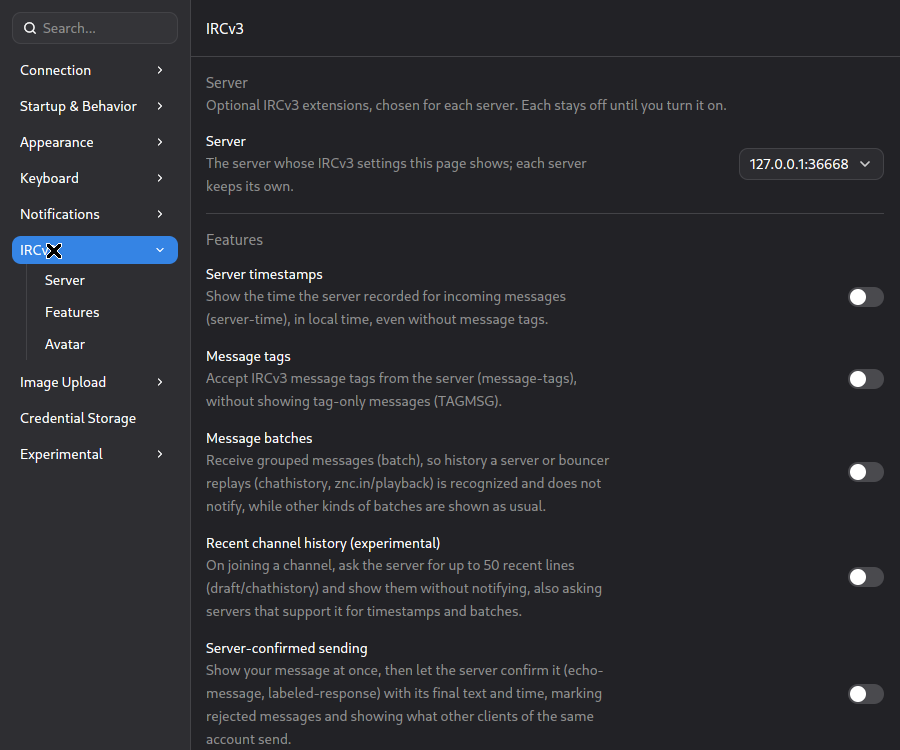 Search...
Connection
Startup & Behavior
Appearance
Keyboard
Notifications
IRCv
Server
Features
Avatar
Image Upload
Credential Storage
Experimental
IRCv3
Server
Optional IRCv3 extensions, chosen for each server. Each stays off until you turn it on.
Server
The server whose IRCv3 settings this page shows; each server
keeps its own.
127.0.0.1:36668
Features
Server timestamps
Show the time the server recorded for incoming messages
(server-time), in local time, even without message tags.
Message tags
Accept IRCv3 message tags from the server (message-tags),
without showing tag-only messages (TAGMSG).
Message batches
Receive grouped messages (batch), so history a server or bouncer
replays (chathistory, znc.in/playback) is recognized and does not
notify, while other kinds of batches are shown as usual.
Recent channel history (experimental)
On joining a channel, ask the server for up to 50 recent lines
(draft/chathistory) and show them without notifying, also asking
servers that support it for timestamps and batches.
Server-confirmed sending
Show your message at once, then let the server confirm it (echo-
message, labeled-response) with its final text and time, marking
rejected messages and showing what other clients of the same
account send.